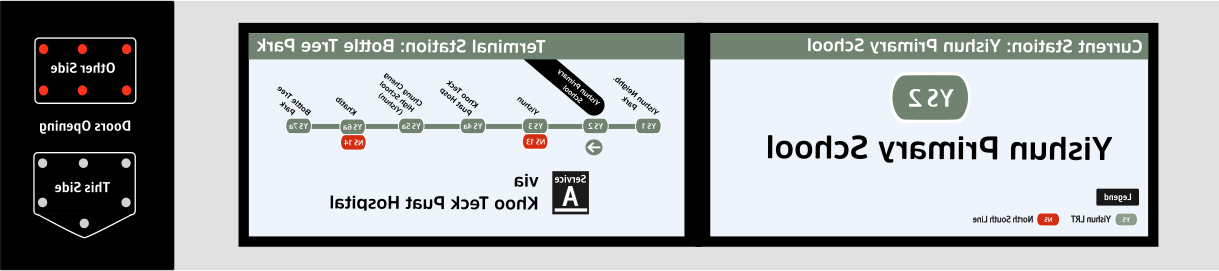 Current Station: Yishun Primary School
YS 2
Yishun Primary School
Legend
YS Yishun LRT NS North South Line
Terminal Station: Bottle Tree Park
Yishun Neighb.
Park
Yishun Primary
School
Yishun
Khoo Teck
Puat Hosp
Chung Cheng
High School
(Yishun)
Khatib
Bottle Tree
Park
YS 1 YS 2 YS 3 YS 4a YS 5a YS 6a YS 7a
NS 13 NS 14
Service
A
via
Khoo Teck Puat Hospital
Other Side
Doors Opening
This Side